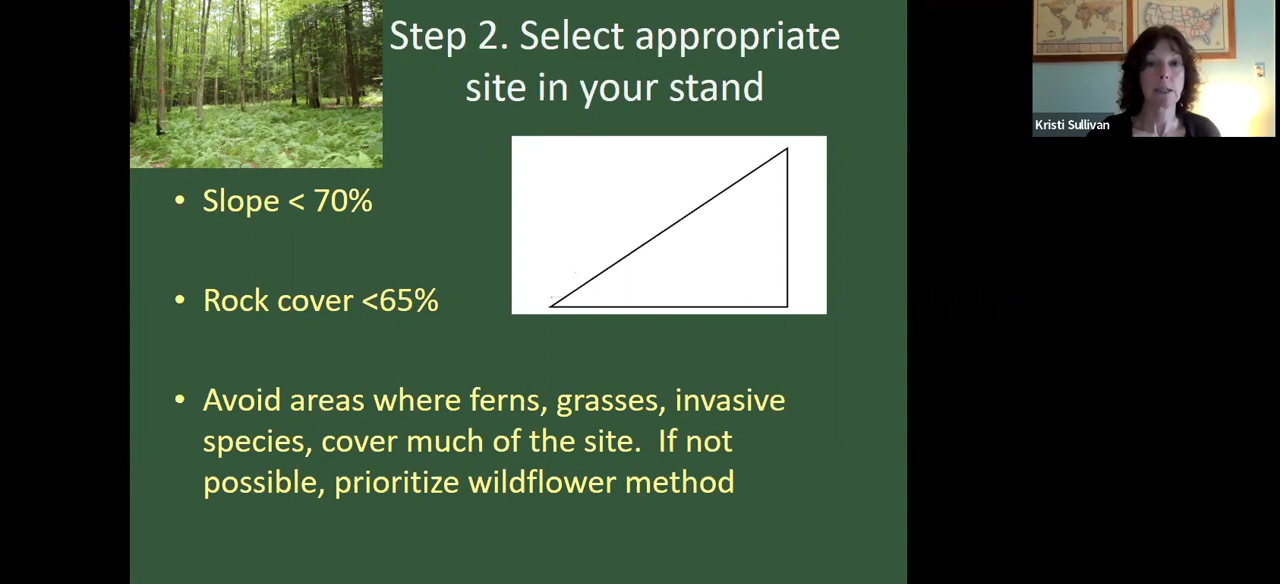 Step 2. Select appropriate
site in your stand
Kristi Sullivan
• Slope < 70%
• Rock cover <65%
• Avoid areas where ferns, grasses, invasive
species, cover much of the site.  If not
possible, prioritize wildflower method